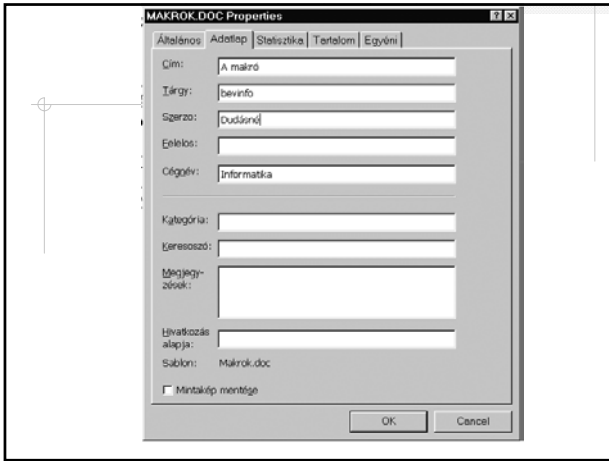 MAKROK.DOC Properties
Általános Adatlap Statisztika Tartalom Egyéni
Cím: A makró
Tárgy: bevinfo
Szerzo: Dudásné
Felelos:
Cégnév: Informatika
Kategória:
Keresoszó:
Megjegy-
zések:
Hivatkozás
alapja:
Sablon: Makrok.doc
Mintakép mentése
OK Cancel